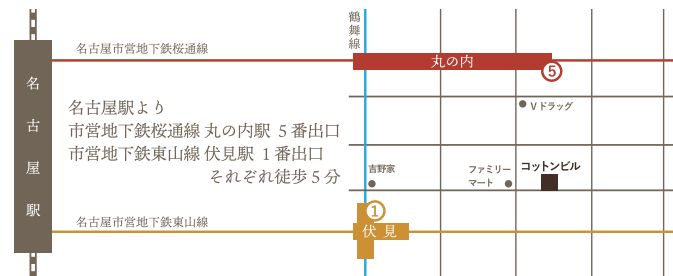 鶴舞線
名古屋市営地下鉄桜通線
丸の内
5
名古屋駅
Vドラッグ
名古屋駅より
市営地下鉄桜通線 丸の内駅 5番出口
市営地下鉄東山線 伏見駅 1番出口
それぞれ徒歩5分
吉野家
ファミリー
マート
コットンビル
1
名古屋市営地下鉄東山線
伏見